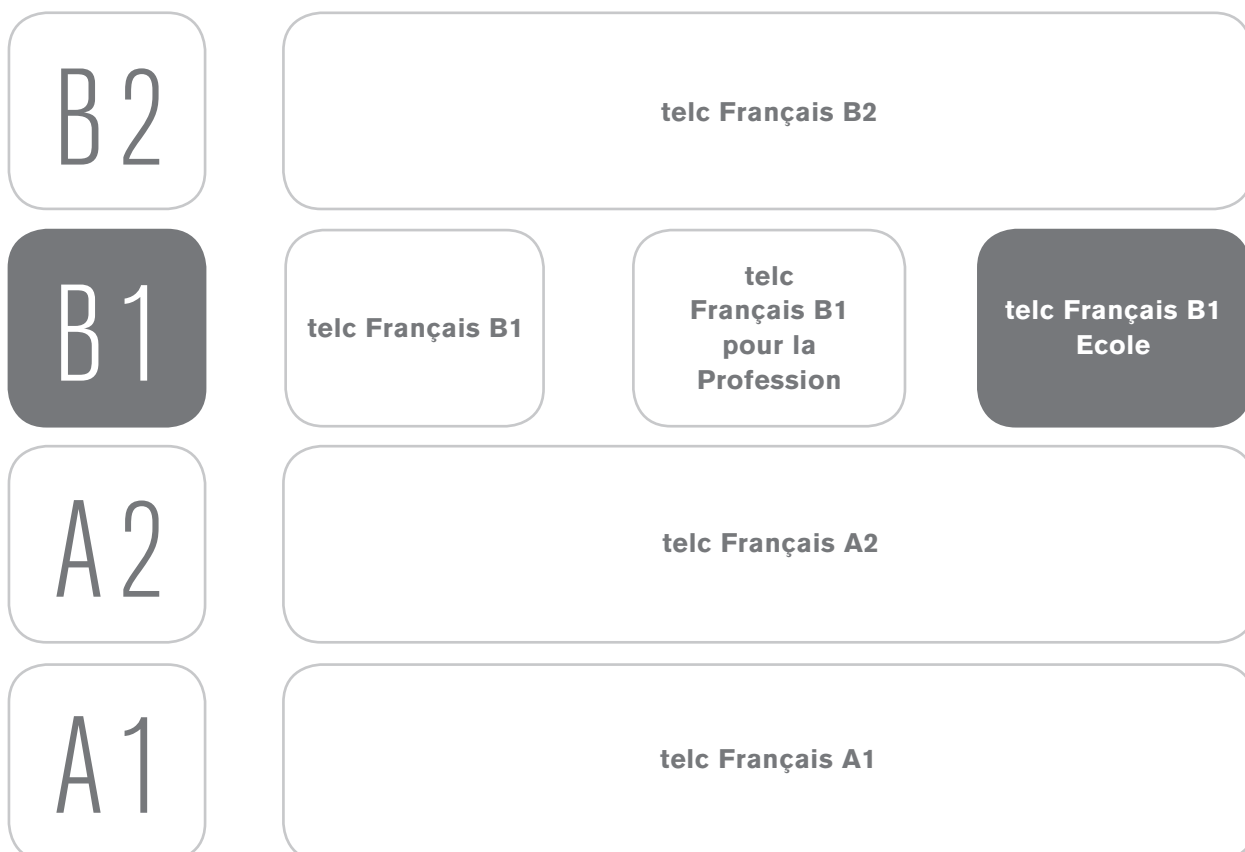 B2
telc Français B2
B1
telc Français B1
telc
Français B1
pour la
Profession
telc Français B1
Ecole
A2
telc Français A2
A1
telc Français A1